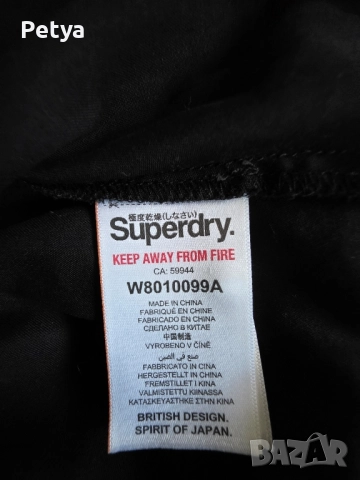 Petya
極度乾燥(しなさい)
Superdry.
KEEP AWAY FROM FIRE
CA: 59944
W8010099A
MADE IN CHINA
FABRIQUÉ EN CHINE
FABRICADO EN CHINA
СДЕЛАНО В КИТАЕ
中国制造
VYROBENO V ČÍNĚ
صنع في الصين
FABBRICATO IN CINA
HERGESTELLT IN CHINA
FREMSTILLET I KINA
VALMISTETTU KIINASSA
ΚΑΤΑΣΚΕΥΑΣΤΗΚΕ ΣΤΗΝ ΚΙΝΑ
BRITISH DESIGN.
SPIRIT OF JAPAN.
BAZAR